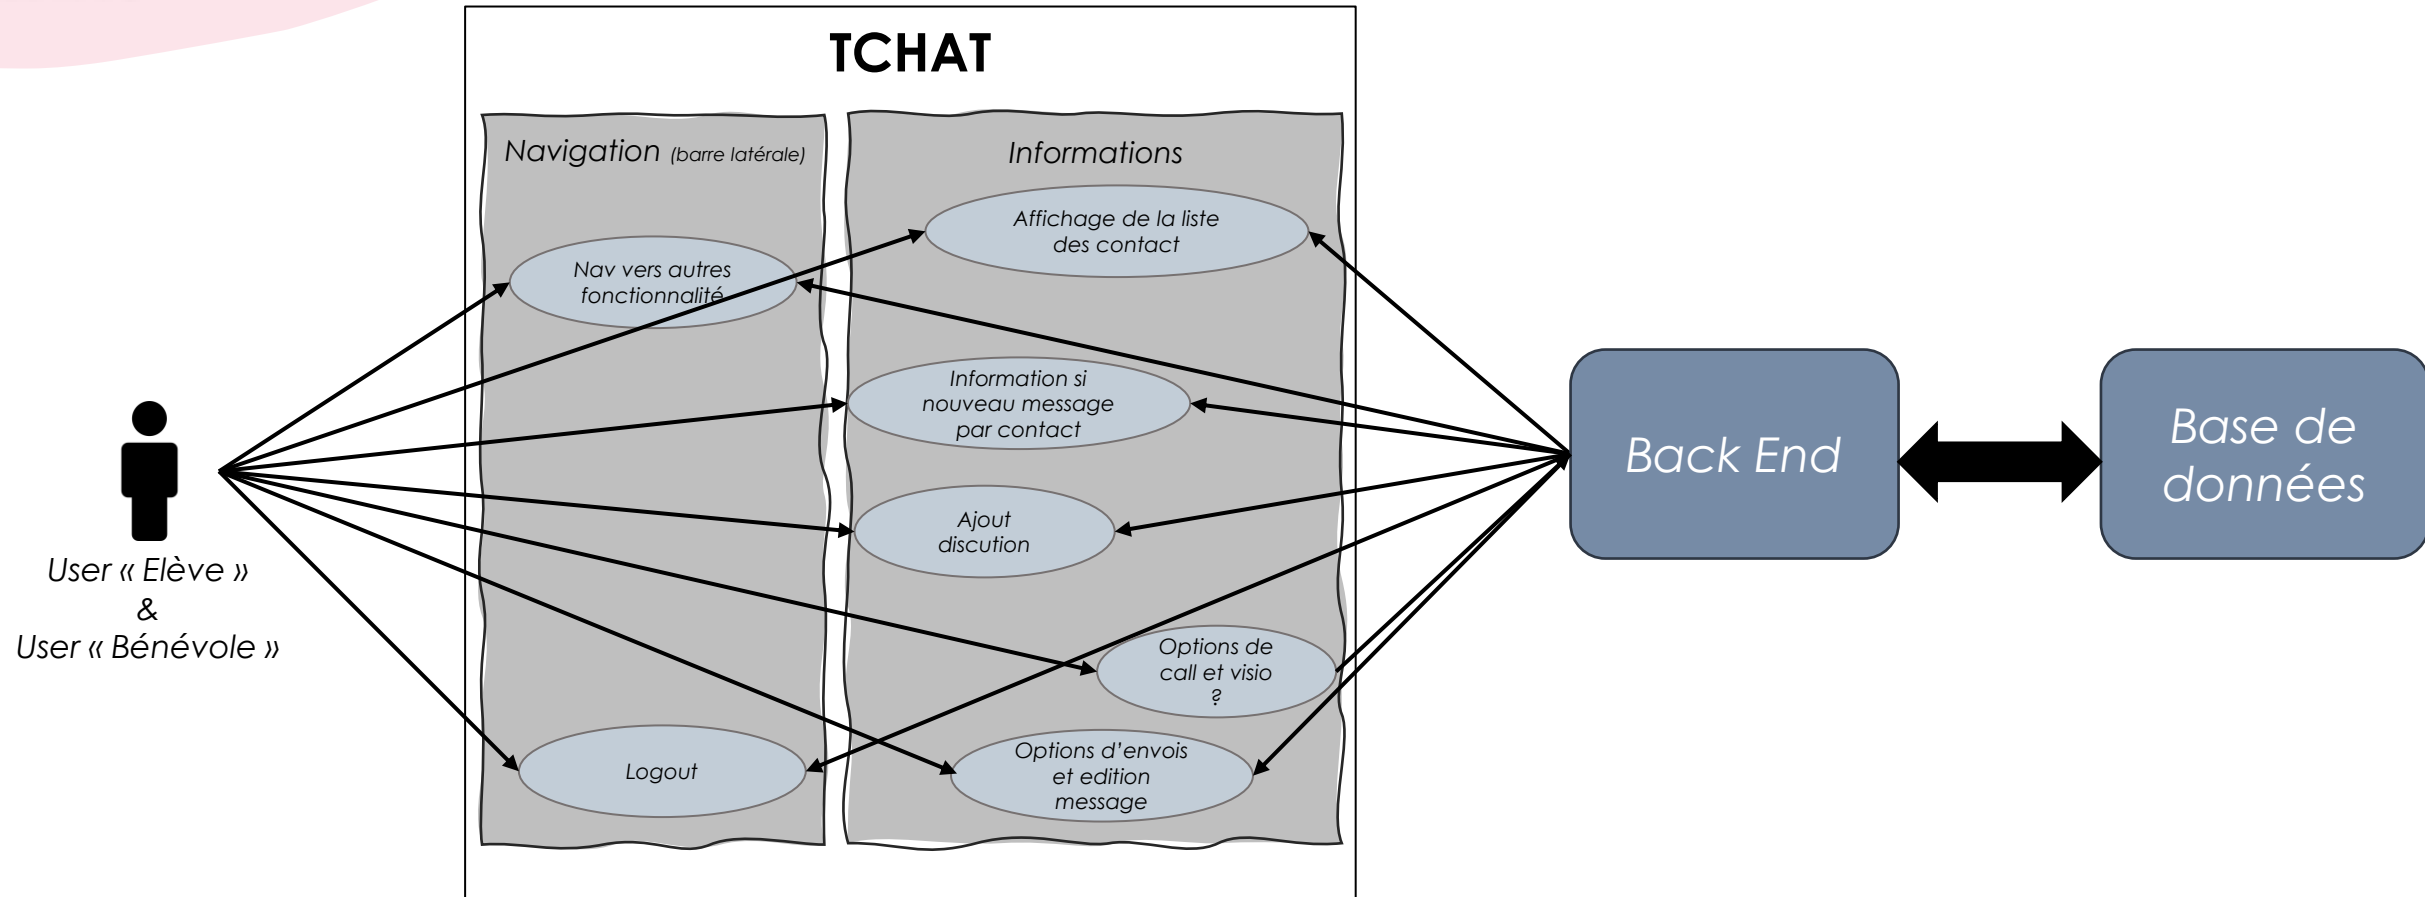 TCHAT
Navigation (barre latérale)
Nav vers autres
fonctionnalité
Logout
Informations
Affichage de la liste
des contact
Information si
nouveau message
par contact
Ajout
discution
Options de
call et visio
?
Options d'envois
et edition
message
User « Elève »
&
User « Bénévole »
Back End
Base de
données